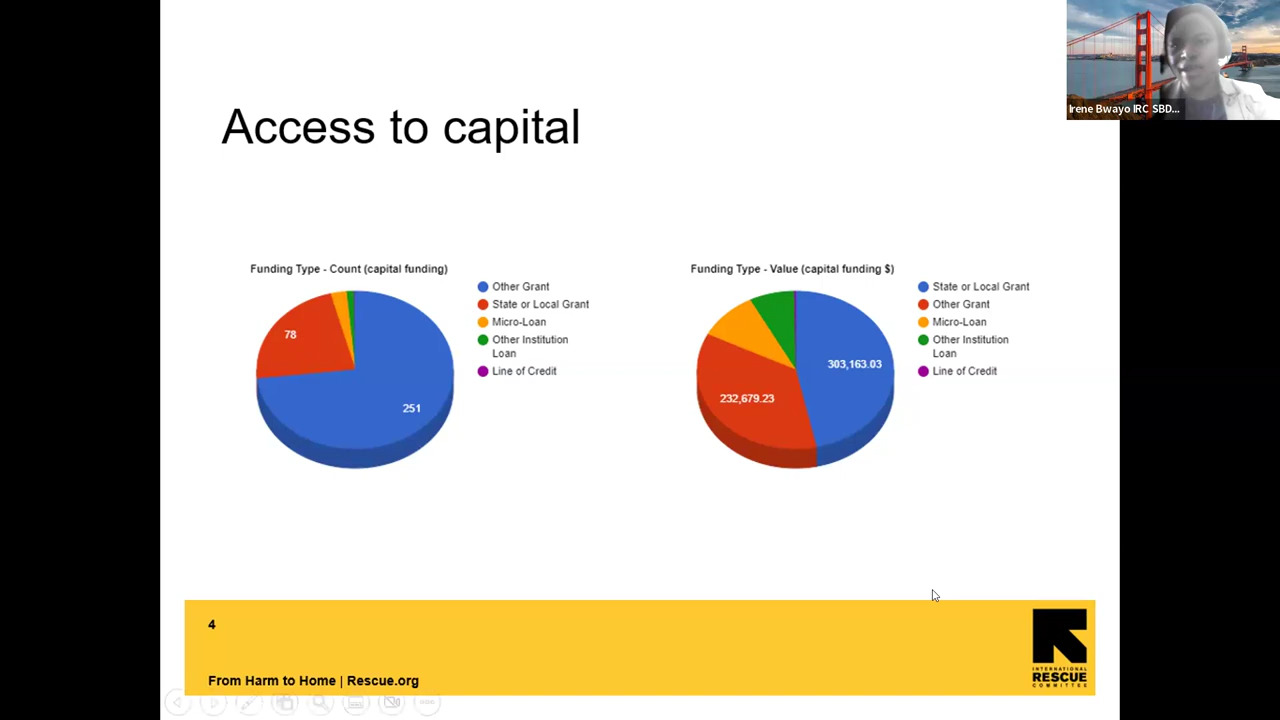 Irene Bwayo IRC SBD...
Access to capital
Funding Type - Count (capital funding)
Other Grant
State or Local Grant
Micro-Loan
Other Institution
Loan
Line of Credit
78
251
Funding Type - Value (capital funding $)
State or Local Grant
Other Grant
Micro-Loan
Other Institution
Loan
Line of Credit
303,163.03
232,679.23
4
From Harm to Home | Rescue.org
INTERNATIONAL
RESCUE
COMMITTEE